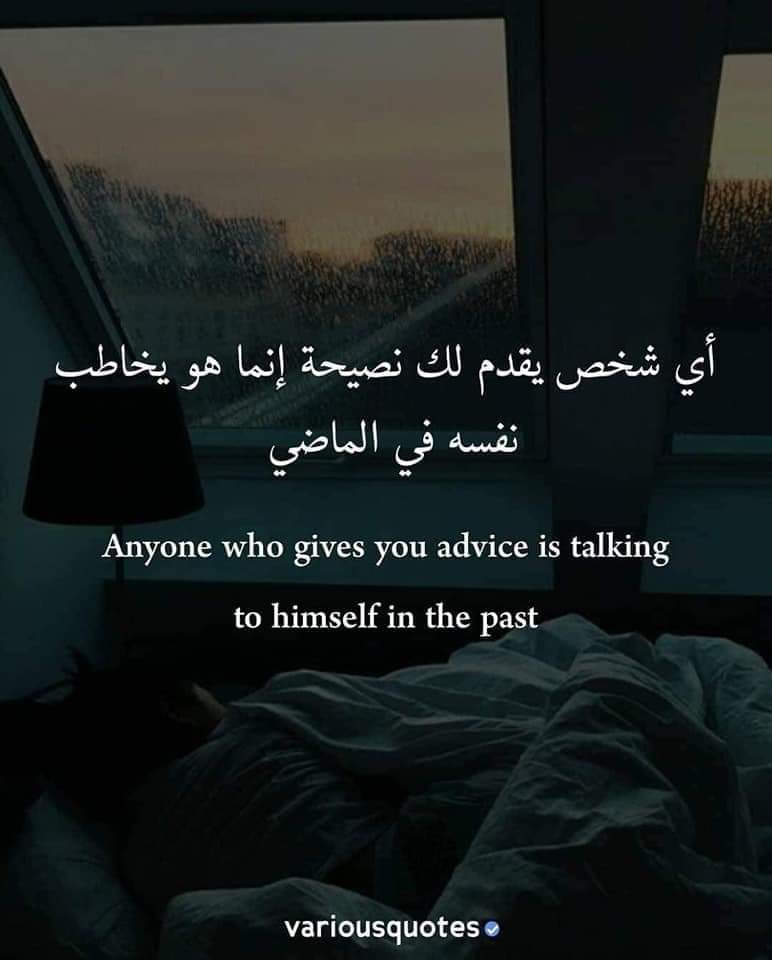 أي شخص يقدم لك نصيحة إنما هو يخاطب
نفسه في الماضي
Anyone who gives you advice is talking
to himself in the past
variousquotes